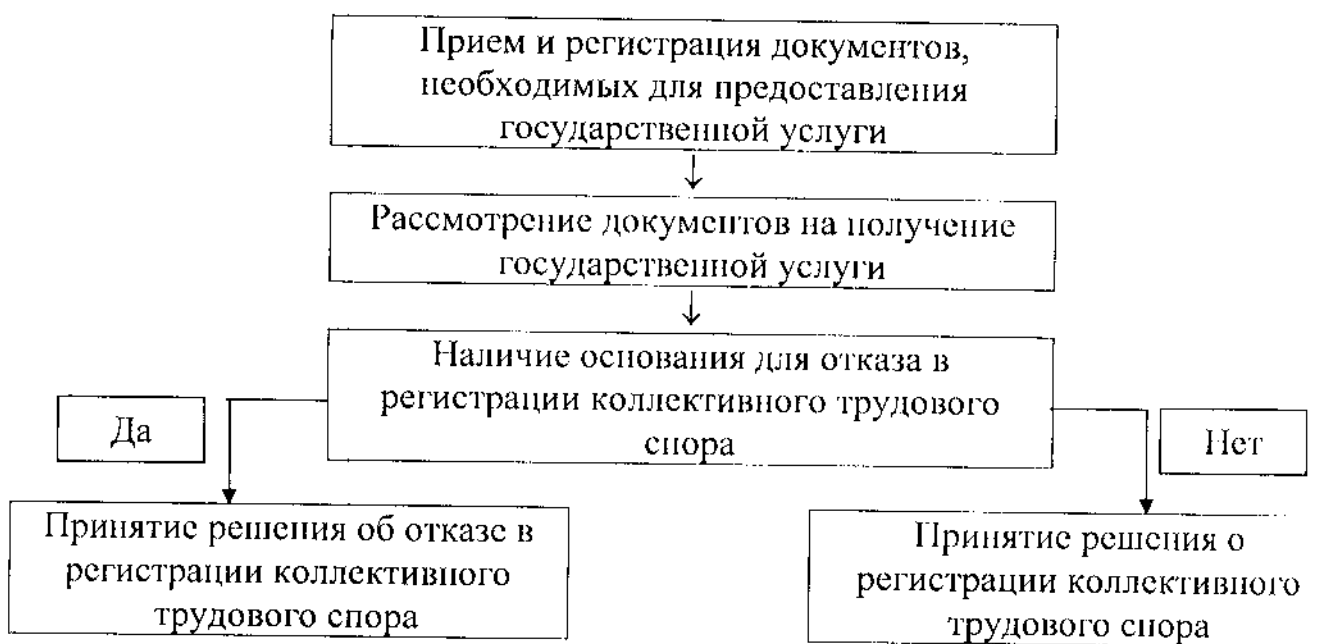 Прием и регистрация документов,
необходимых для предоставления
государственной услуги
Рассмотрение документов на получение
государственной услуги
Наличие основания для отказа в
регистрации коллективного трудового
спора
Да
Нет
Принятие решения об отказе в
регистрации коллективного
трудового спора
Принятие решения о
регистрации коллективного
трудового спора